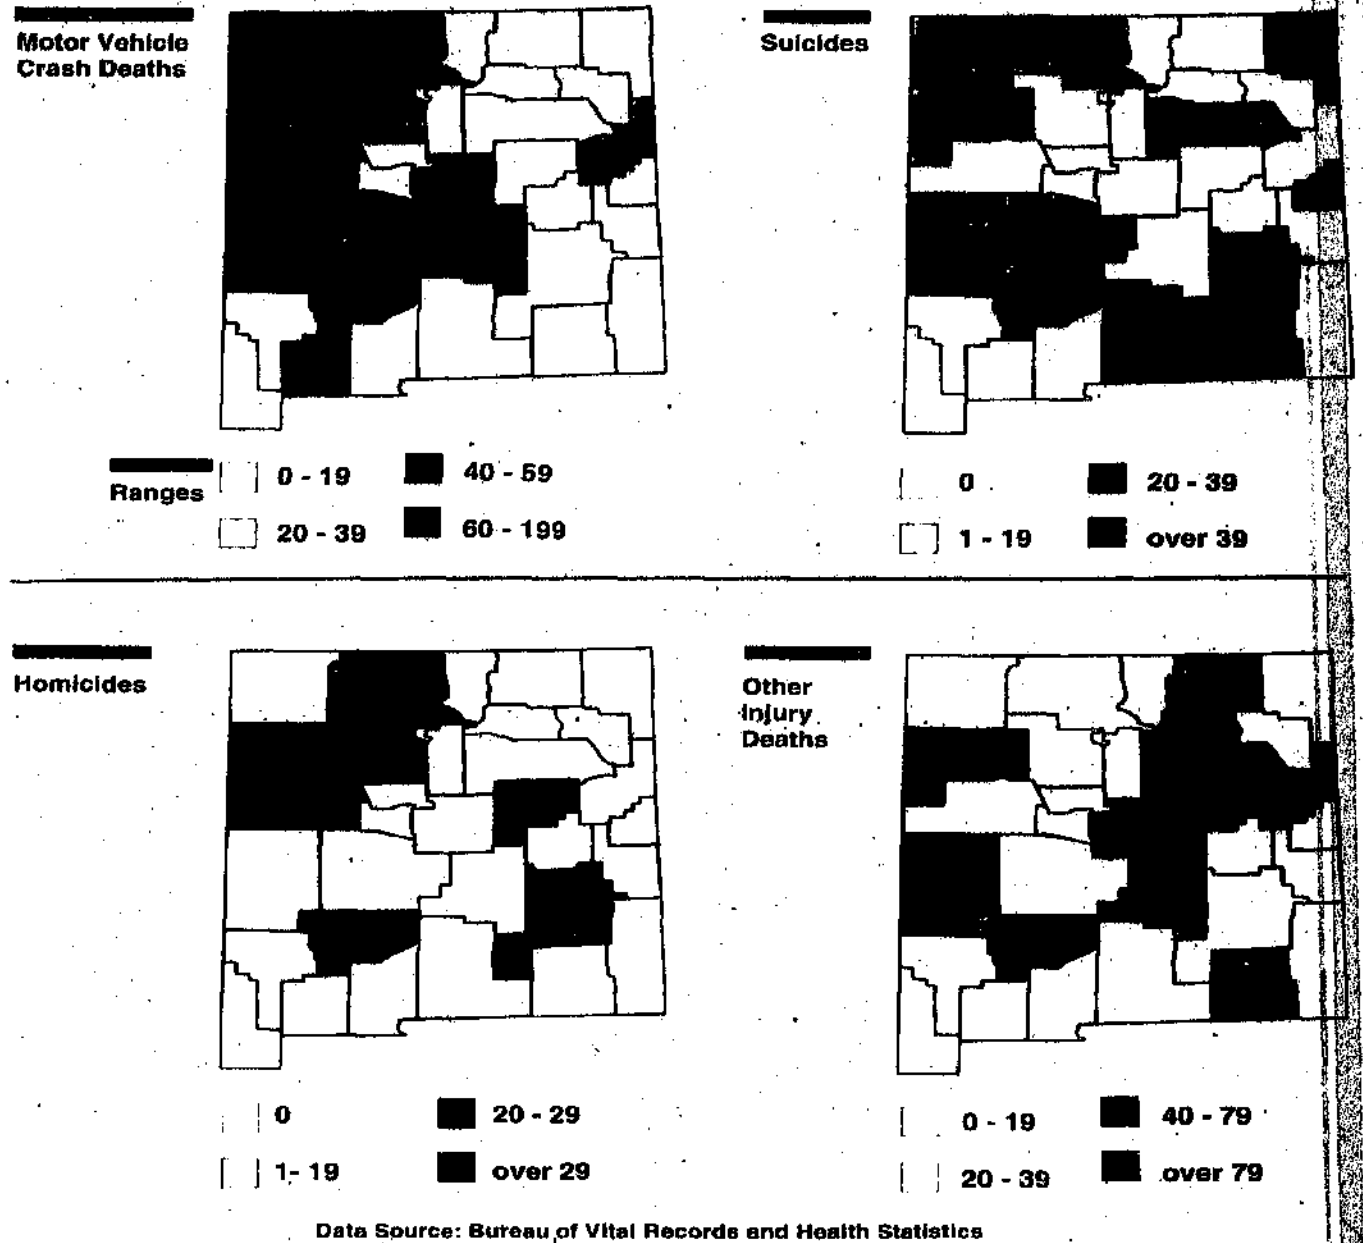 Motor Vehicle
Crash Deaths
Suicides
Ranges
0 - 19
40 - 59
20 - 39
60 - 199
0
20 - 39
1 - 19
over 39
Homicides
Other
Injury
Deaths
0
20 - 29
1- 19
over 29
0 - 19
40 - 79
20 - 39
over 79
Data Source: Bureau of Vital Records and Health Statistics